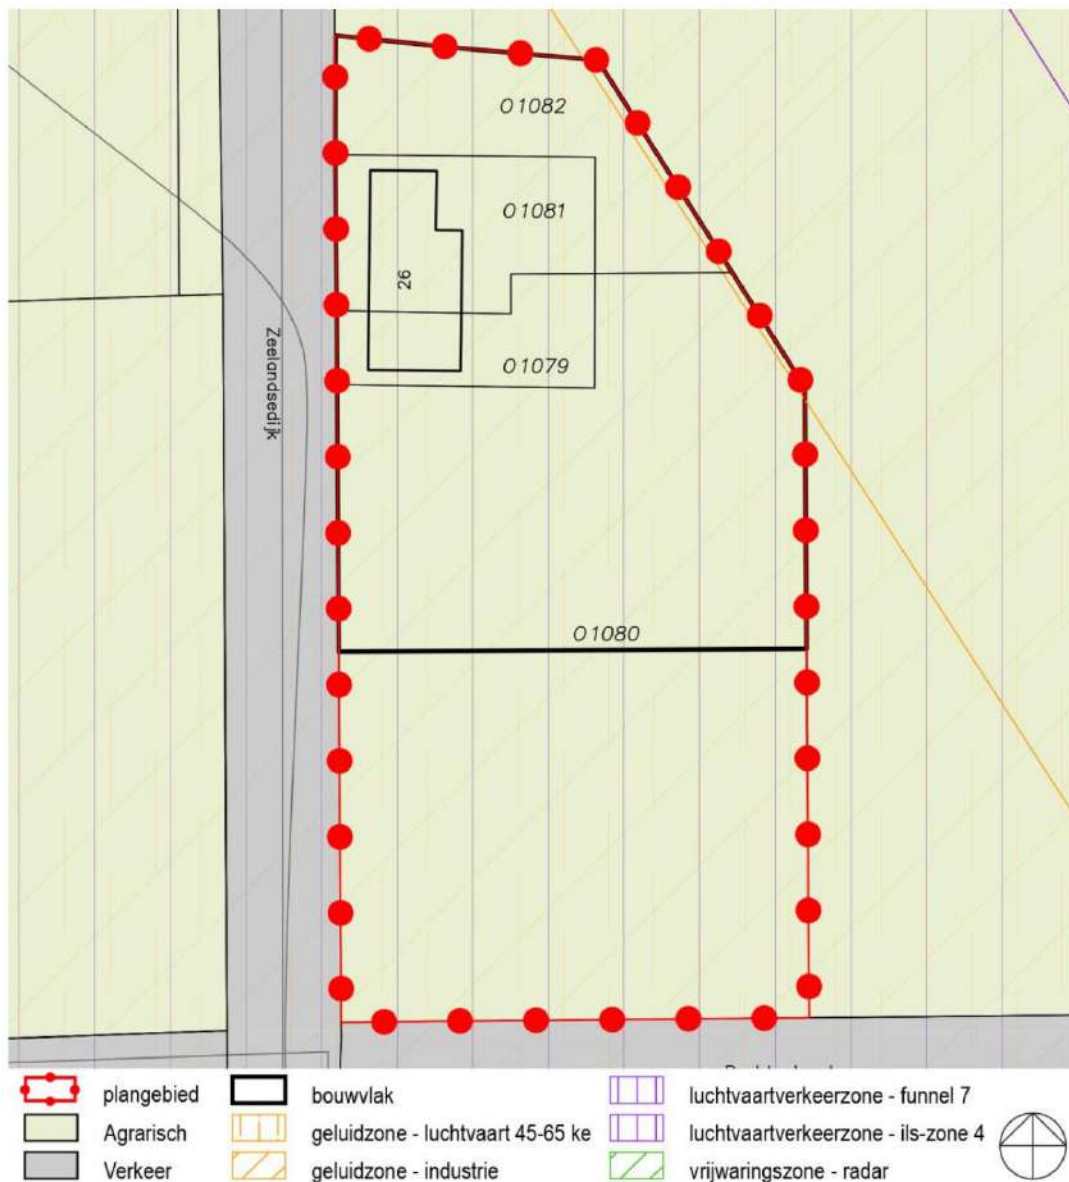 O1082
O1081
26
O1079
Zeelandsedijk
O1080
plangebied
bouwvlak
luchtvaartverkeerzone - funnel 7
Agrarisch
geluidzone - luchtvaart 45-65 ke
luchtvaartverkeerzone - ils-zone 4
Verkeer
geluidzone - industrie
vrijwaringszone - radar